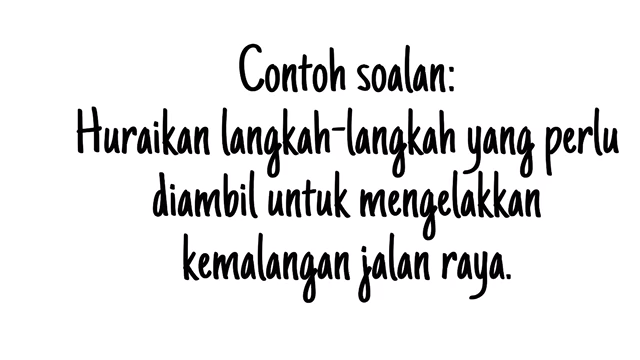 Contoh soalan:
Huraikan langkah-langkah yang perlu
diambil untuk mengelakkan
kemalangan jalan raya.